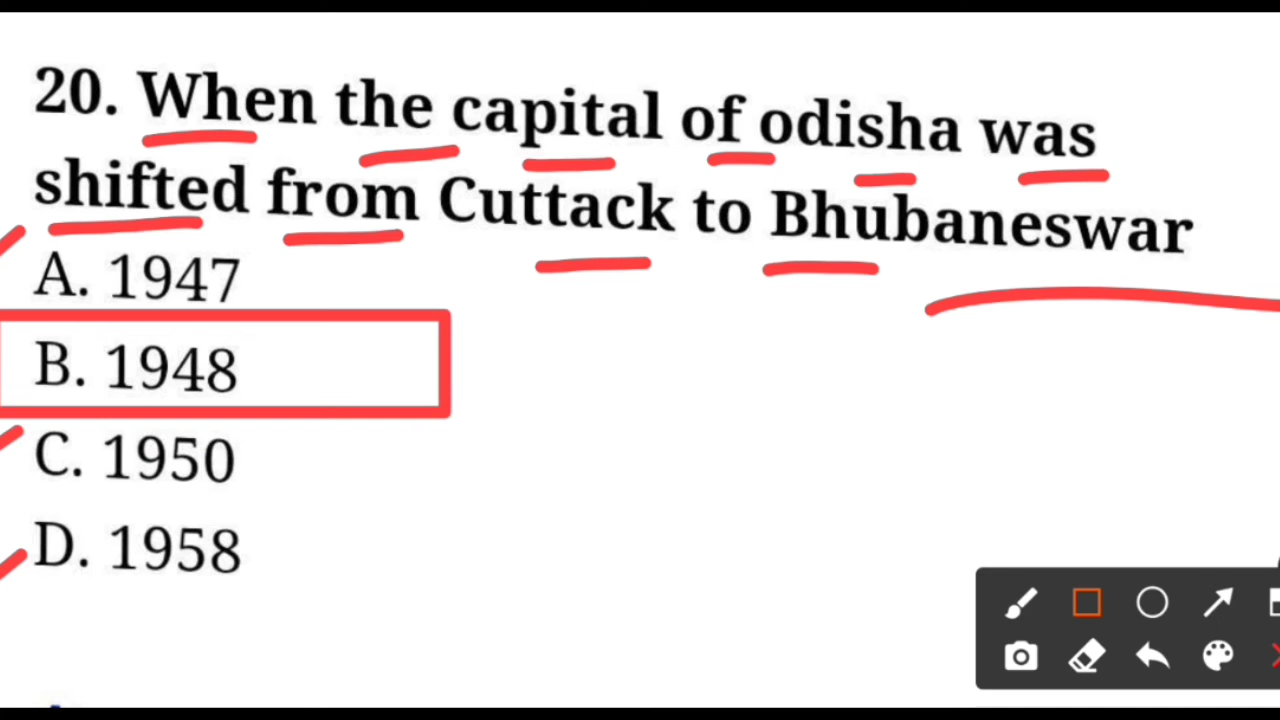 20. When the capital of odisha was
shifted from Cuttack to Bhubaneswar
A. 1947
B. 1948
C. 1950
D. 1958